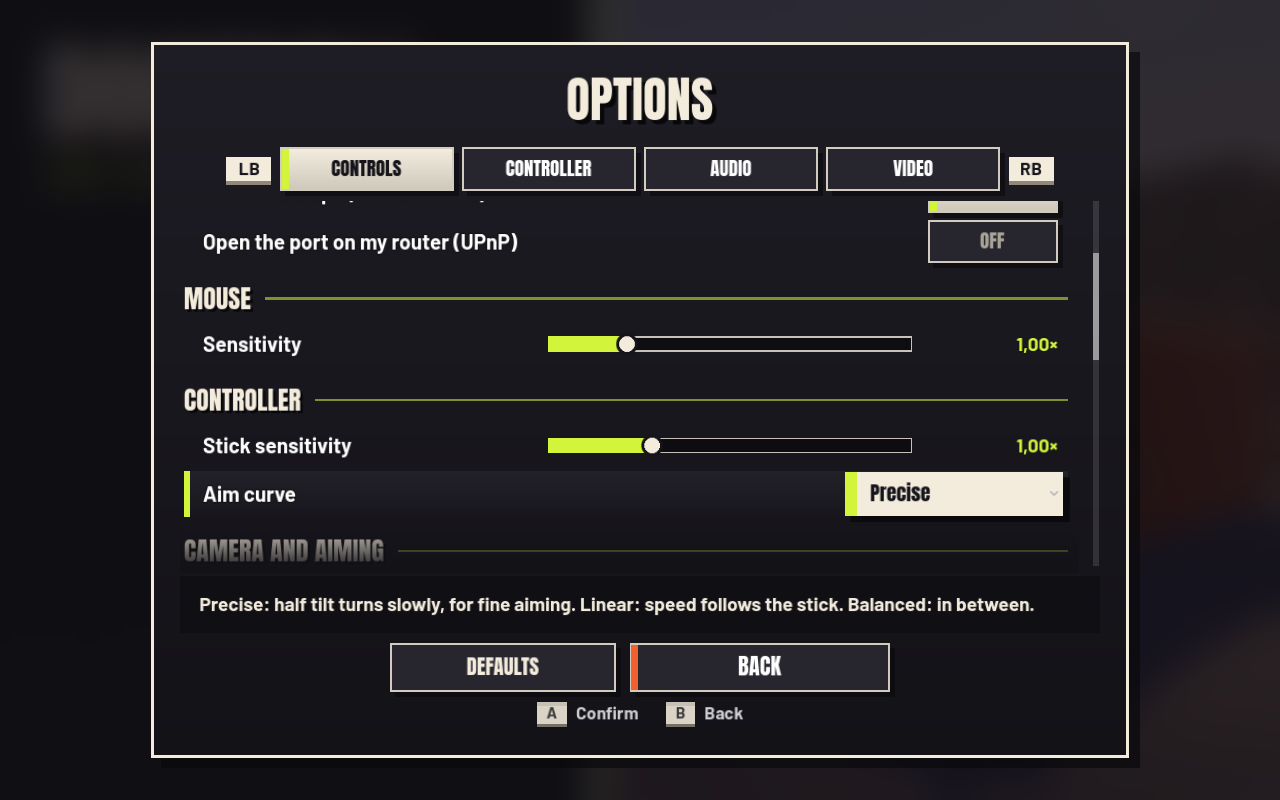 OPTIONS
LB
CONTROLS
CONTROLLER
AUDIO
VIDEO
RB
Open the port on my router (UPnP)
OFF
MOUSE
Sensitivity
1,00×
CONTROLLER
Stick sensitivity
1,00×
Aim curve
Precise
CAMERA AND AIMING
Precise: half tilt turns slowly, for fine aiming. Linear: speed follows the stick. Balanced: in between.
DEFAULTS
BACK
A Confirm
B Back